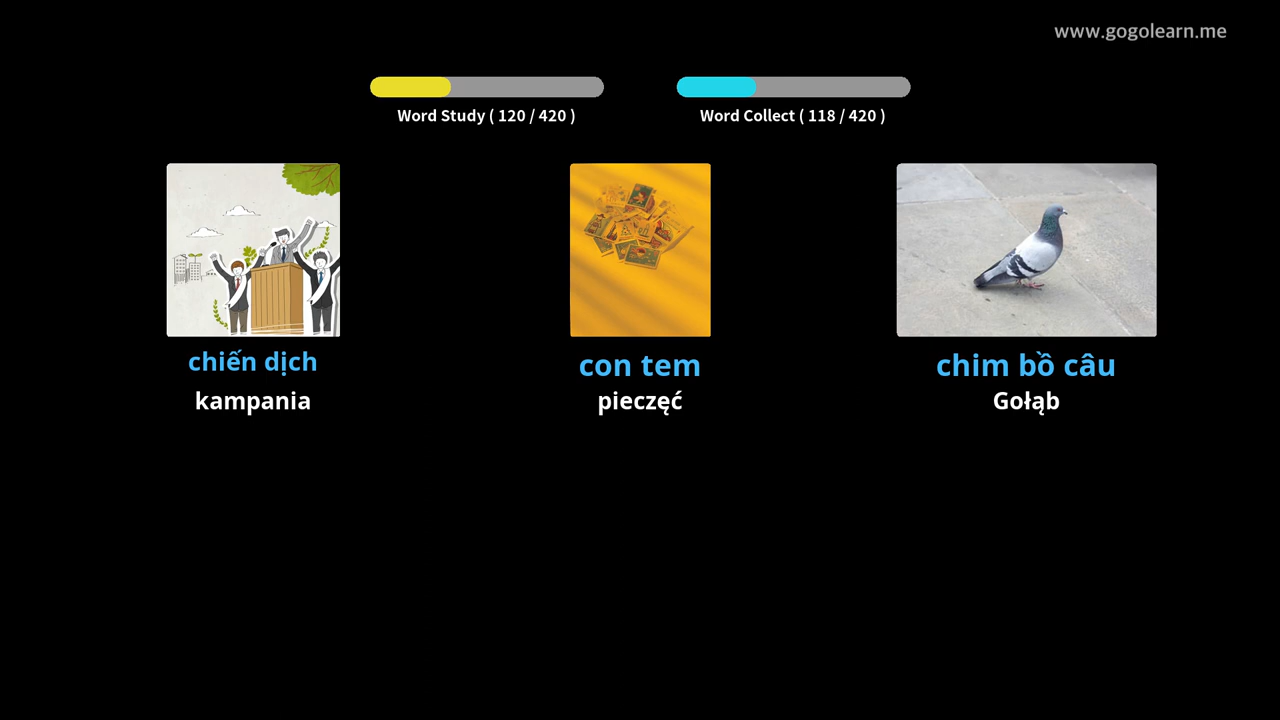 www.gogolearn.me
Word Study ( 120 / 420 )
Word Collect ( 118 / 420 )
chiến dịch
con tem
chim bồ câu
kampania
pieczęć
Gołąb